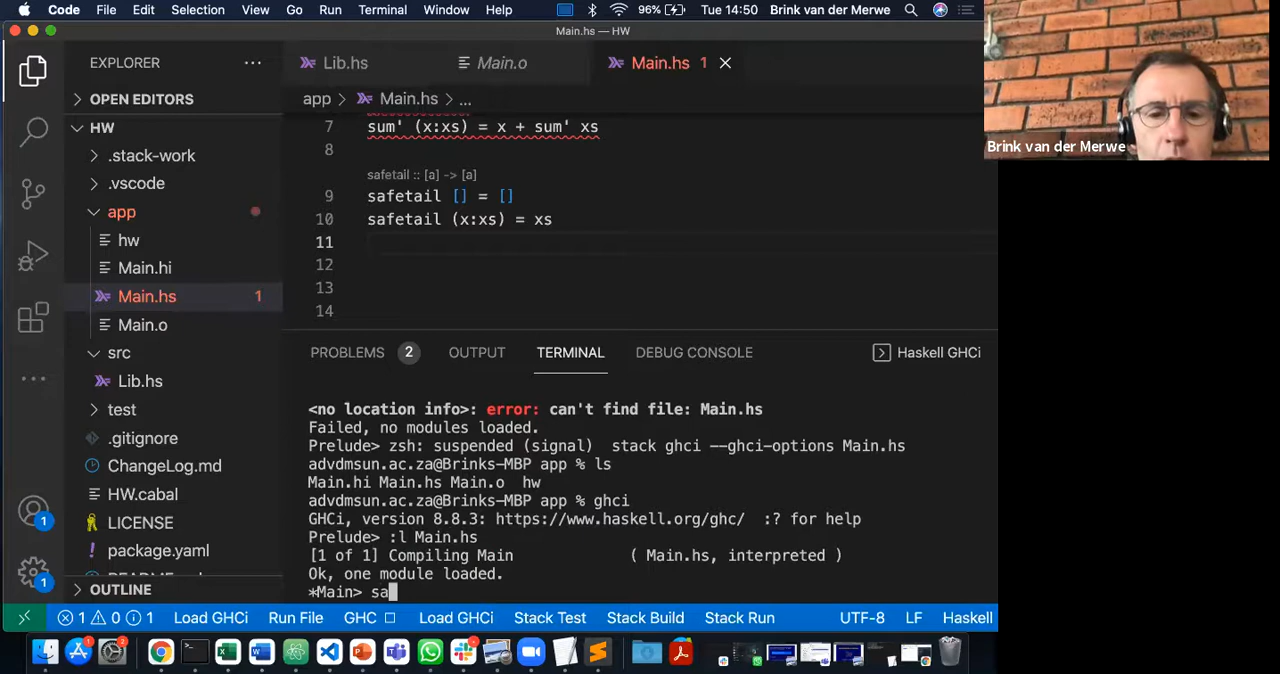 Code File Edit Selection View Go Run Terminal Window Help 96% Tue 14:50 Brink van der Merwe
Main.hs — HW
EXPLORER
Lib.hs
Main.o
Main.hs 1
OPEN EDITORS
app > Main.hs > ...
HW
7 sum' (x:xs) = x + sum' xs
.stack-work
8
.vscode
safetail :: [a] -> [a]
9 safetail [] = []
app
10 safetail (x:xs) = xs
hw
11
Main.hi
12
Main.hs 1
13
Main.o
14
src
PROBLEMS 2 OUTPUT TERMINAL DEBUG CONSOLE Haskell GHCi
Lib.hs
test
.gitignore
ChangeLog.md
HW.cabal
LICENSE
package.yaml
OUTLINE
<no location info>: error: can't find file: Main.hs
Failed, no modules loaded.
Prelude> zsh: suspended (signal) stack ghci --ghci-options Main.hs
advdmsun.ac.za@Brinks-MBP app % ls
Main.hi Main.hs Main.o hw
advdmsun.ac.za@Brinks-MBP app % ghci
GHCi, version 8.8.3: https://www.haskell.org/ghc/ :? for help
Prelude> :l Main.hs
[1 of 1] Compiling Main ( Main.hs, interpreted )
Ok, one module loaded.
*Main> sa
1
1
1 0 1 Load GHCi Run File GHC Load GHCi Stack Test Stack Build Stack Run UTF-8 LF Haskell
Brink van der Merwe